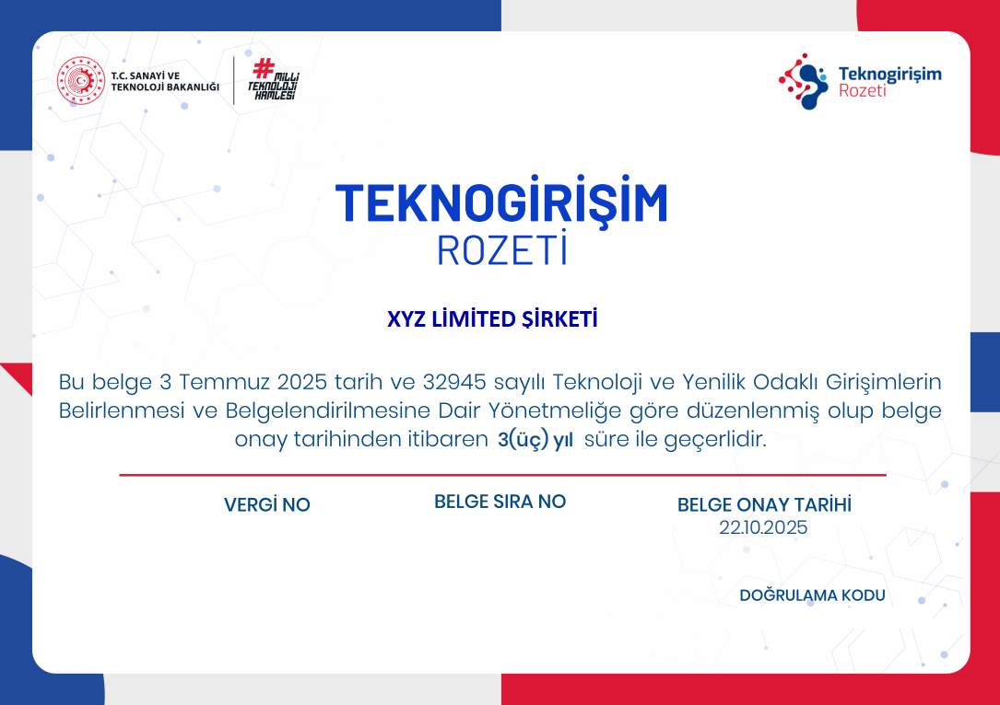 T.C. SANAYİ VE
TEKNOLOJİ BAKANLIĞI
#MİLLİ
TEKNOLOJİ
HAMLESİ
Teknogirişim
Rozeti
TEKNOGİRİŞİM
ROZETİ
XYZ LİMİTED ŞİRKETİ
Bu belge 3 Temmuz 2025 tarih ve 32945 sayılı Teknoloji ve Yenilik Odaklı Girişimlerin
Belirlenmesi ve Belgelendirilmesine Dair Yönetmeliğe göre düzenlenmiş olup belge
onay tarihinden itibaren 3(üç) yıl süre ile geçerlidir.
VERGİ NO
BELGE SIRA NO
BELGE ONAY TARİHİ
22.10.2025
DOĞRULAMA KODU